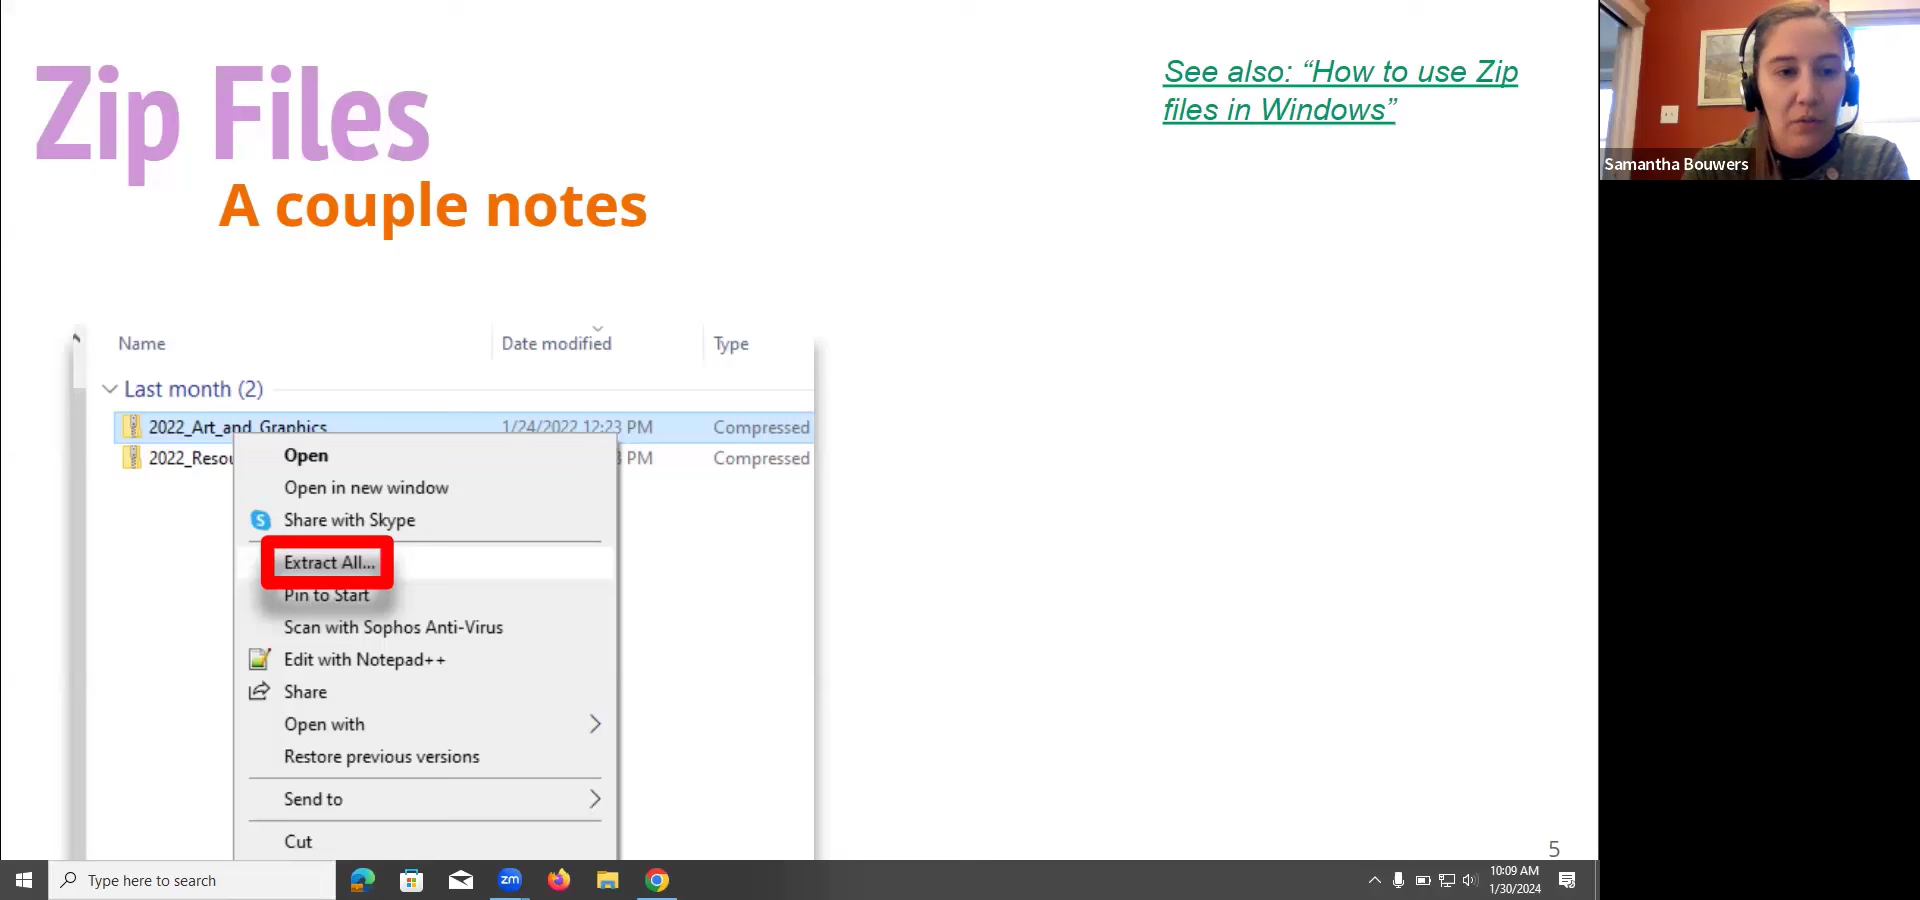 Zip Files
A couple notes
See also: “How to use Zip
files in Windows”
Samantha Bouwers
Name Date modified Type
Last month (2)
2022_Art_and_Graphics 1/24/2022 12:23 PM Compressed
2022_Resou PM Compressed
Open
Open in new window
S Share with Skype
Extract All...
Pin to Start
Scan with Sophos Anti-Virus
Edit with Notepad++
Share
Open with
Restore previous versions
Send to
Cut
5
Type here to search
zm
10:09 AM
1/30/2024